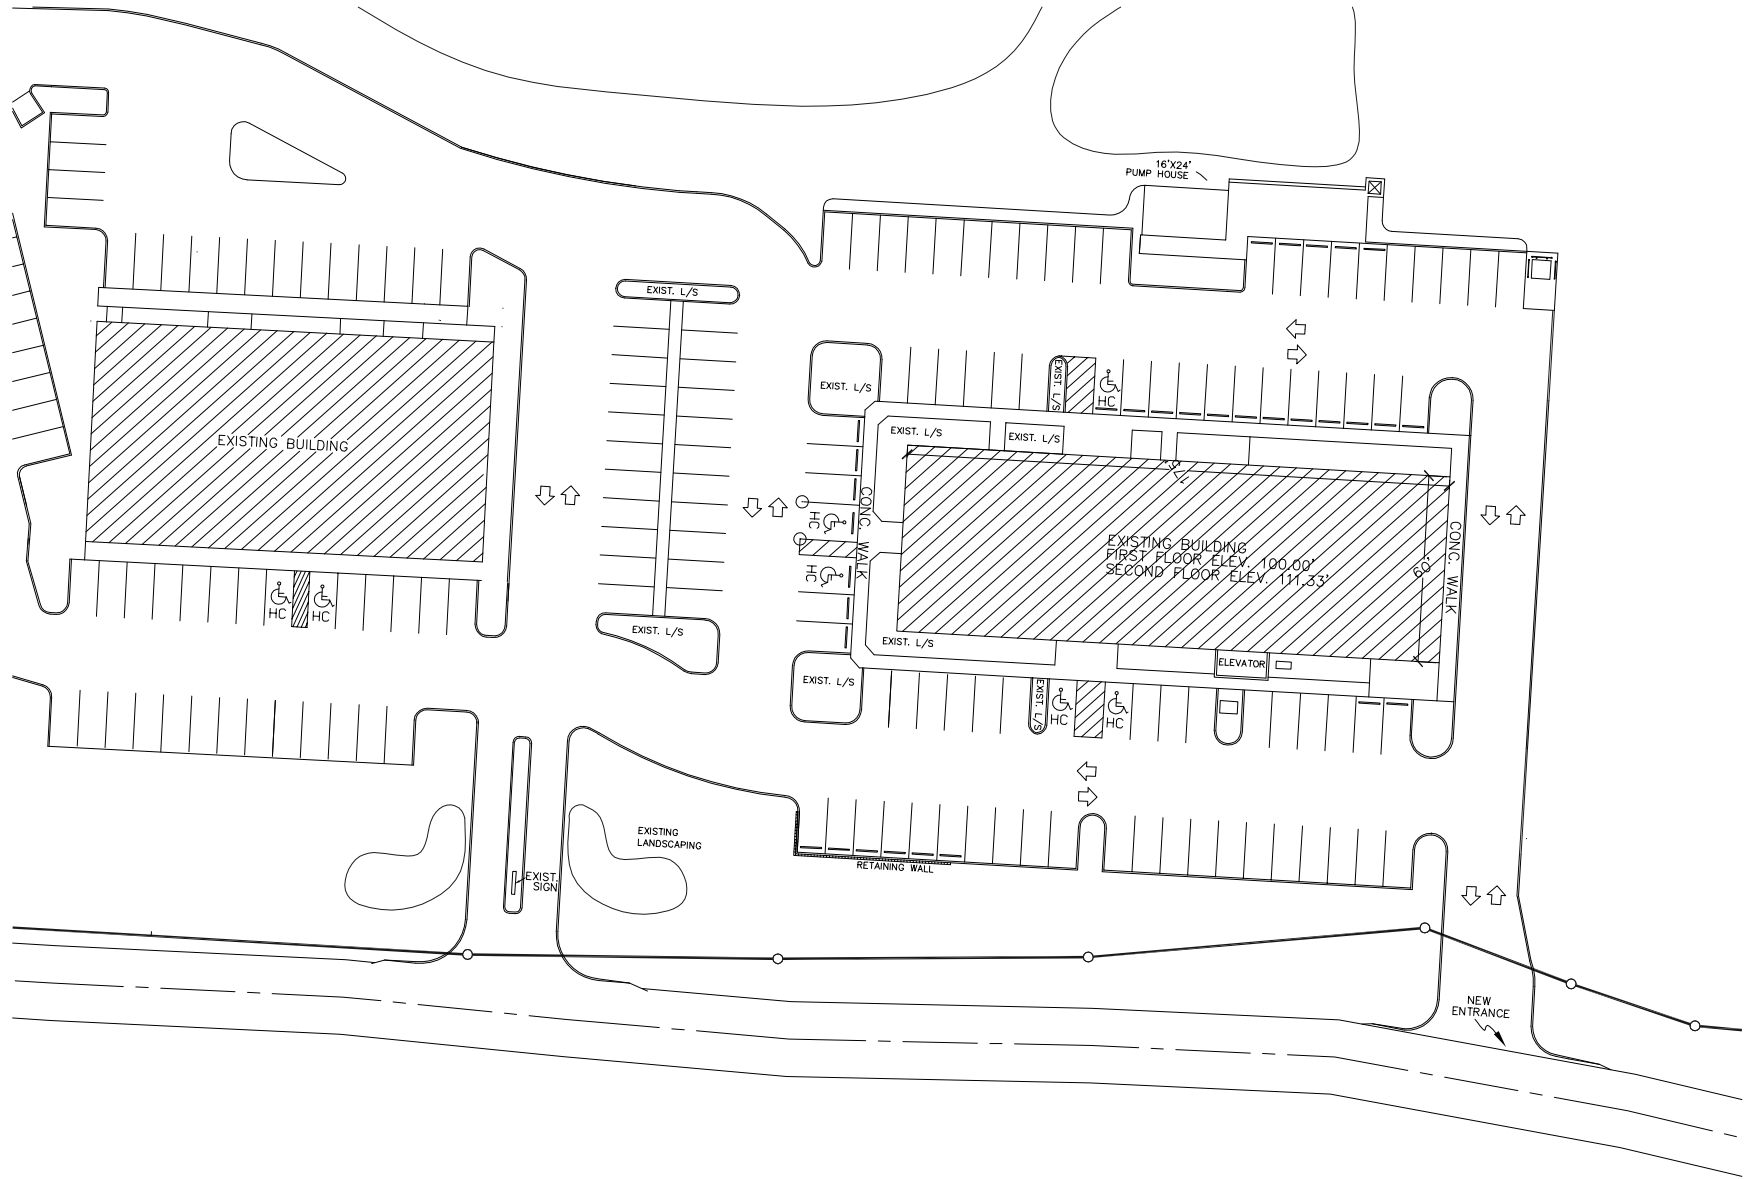 16'X24'
PUMP HOUSE
EXIST. L/S
EXIST. L/S
EXIST. L/S
HC
EXIST. L/S
EXIST. L/S
EXISTING BUILDING
175'
CONC. WALK
HC
HC
EXISTING BUILDING
FIRST FLOOR ELEV. 100.00'
SECOND FLOOR ELEV. 111.33'
60'
CONC. WALK
HC
HC
EXIST. L/S
EXIST. L/S
ELEVATOR
EXIST. L/S
EXIST. L/S
HC
HC
EXISTING
LANDSCAPING
RETAINING WALL
EXIST.
SIGN
NEW
ENTRANCE